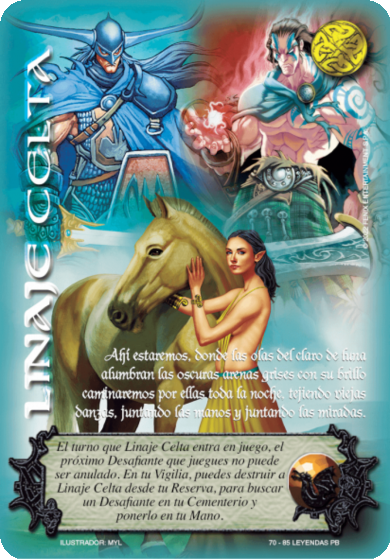 LINAJE CELTA
Ahí estaremos, donde las olas del claro de luna
alumbran las oscuras arenas grises con su brillo
caminaremos por ellas toda la noche, tejiendo viejas
danzas, juntando las manos y juntando las miradas.
El turno que Linaje Celta entra en juego, el
próximo Desafiante que juegues no puede
ser anulado. En tu Vigilia, puedes destruir a
Linaje Celta desde tu Reserva, para buscar
un Desafiante en tu Cementerio y
ponerlo en tu Mano.
ILUSTRADOR: MYL
70 - 85 LEYENDAS PB